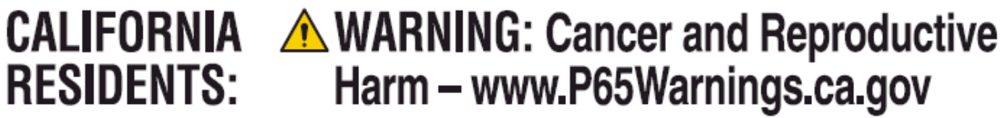 CALIFORNIA ⚠ WARNING: Cancer and Reproductive
RESIDENTS: Harm – www.P65Warnings.ca.gov